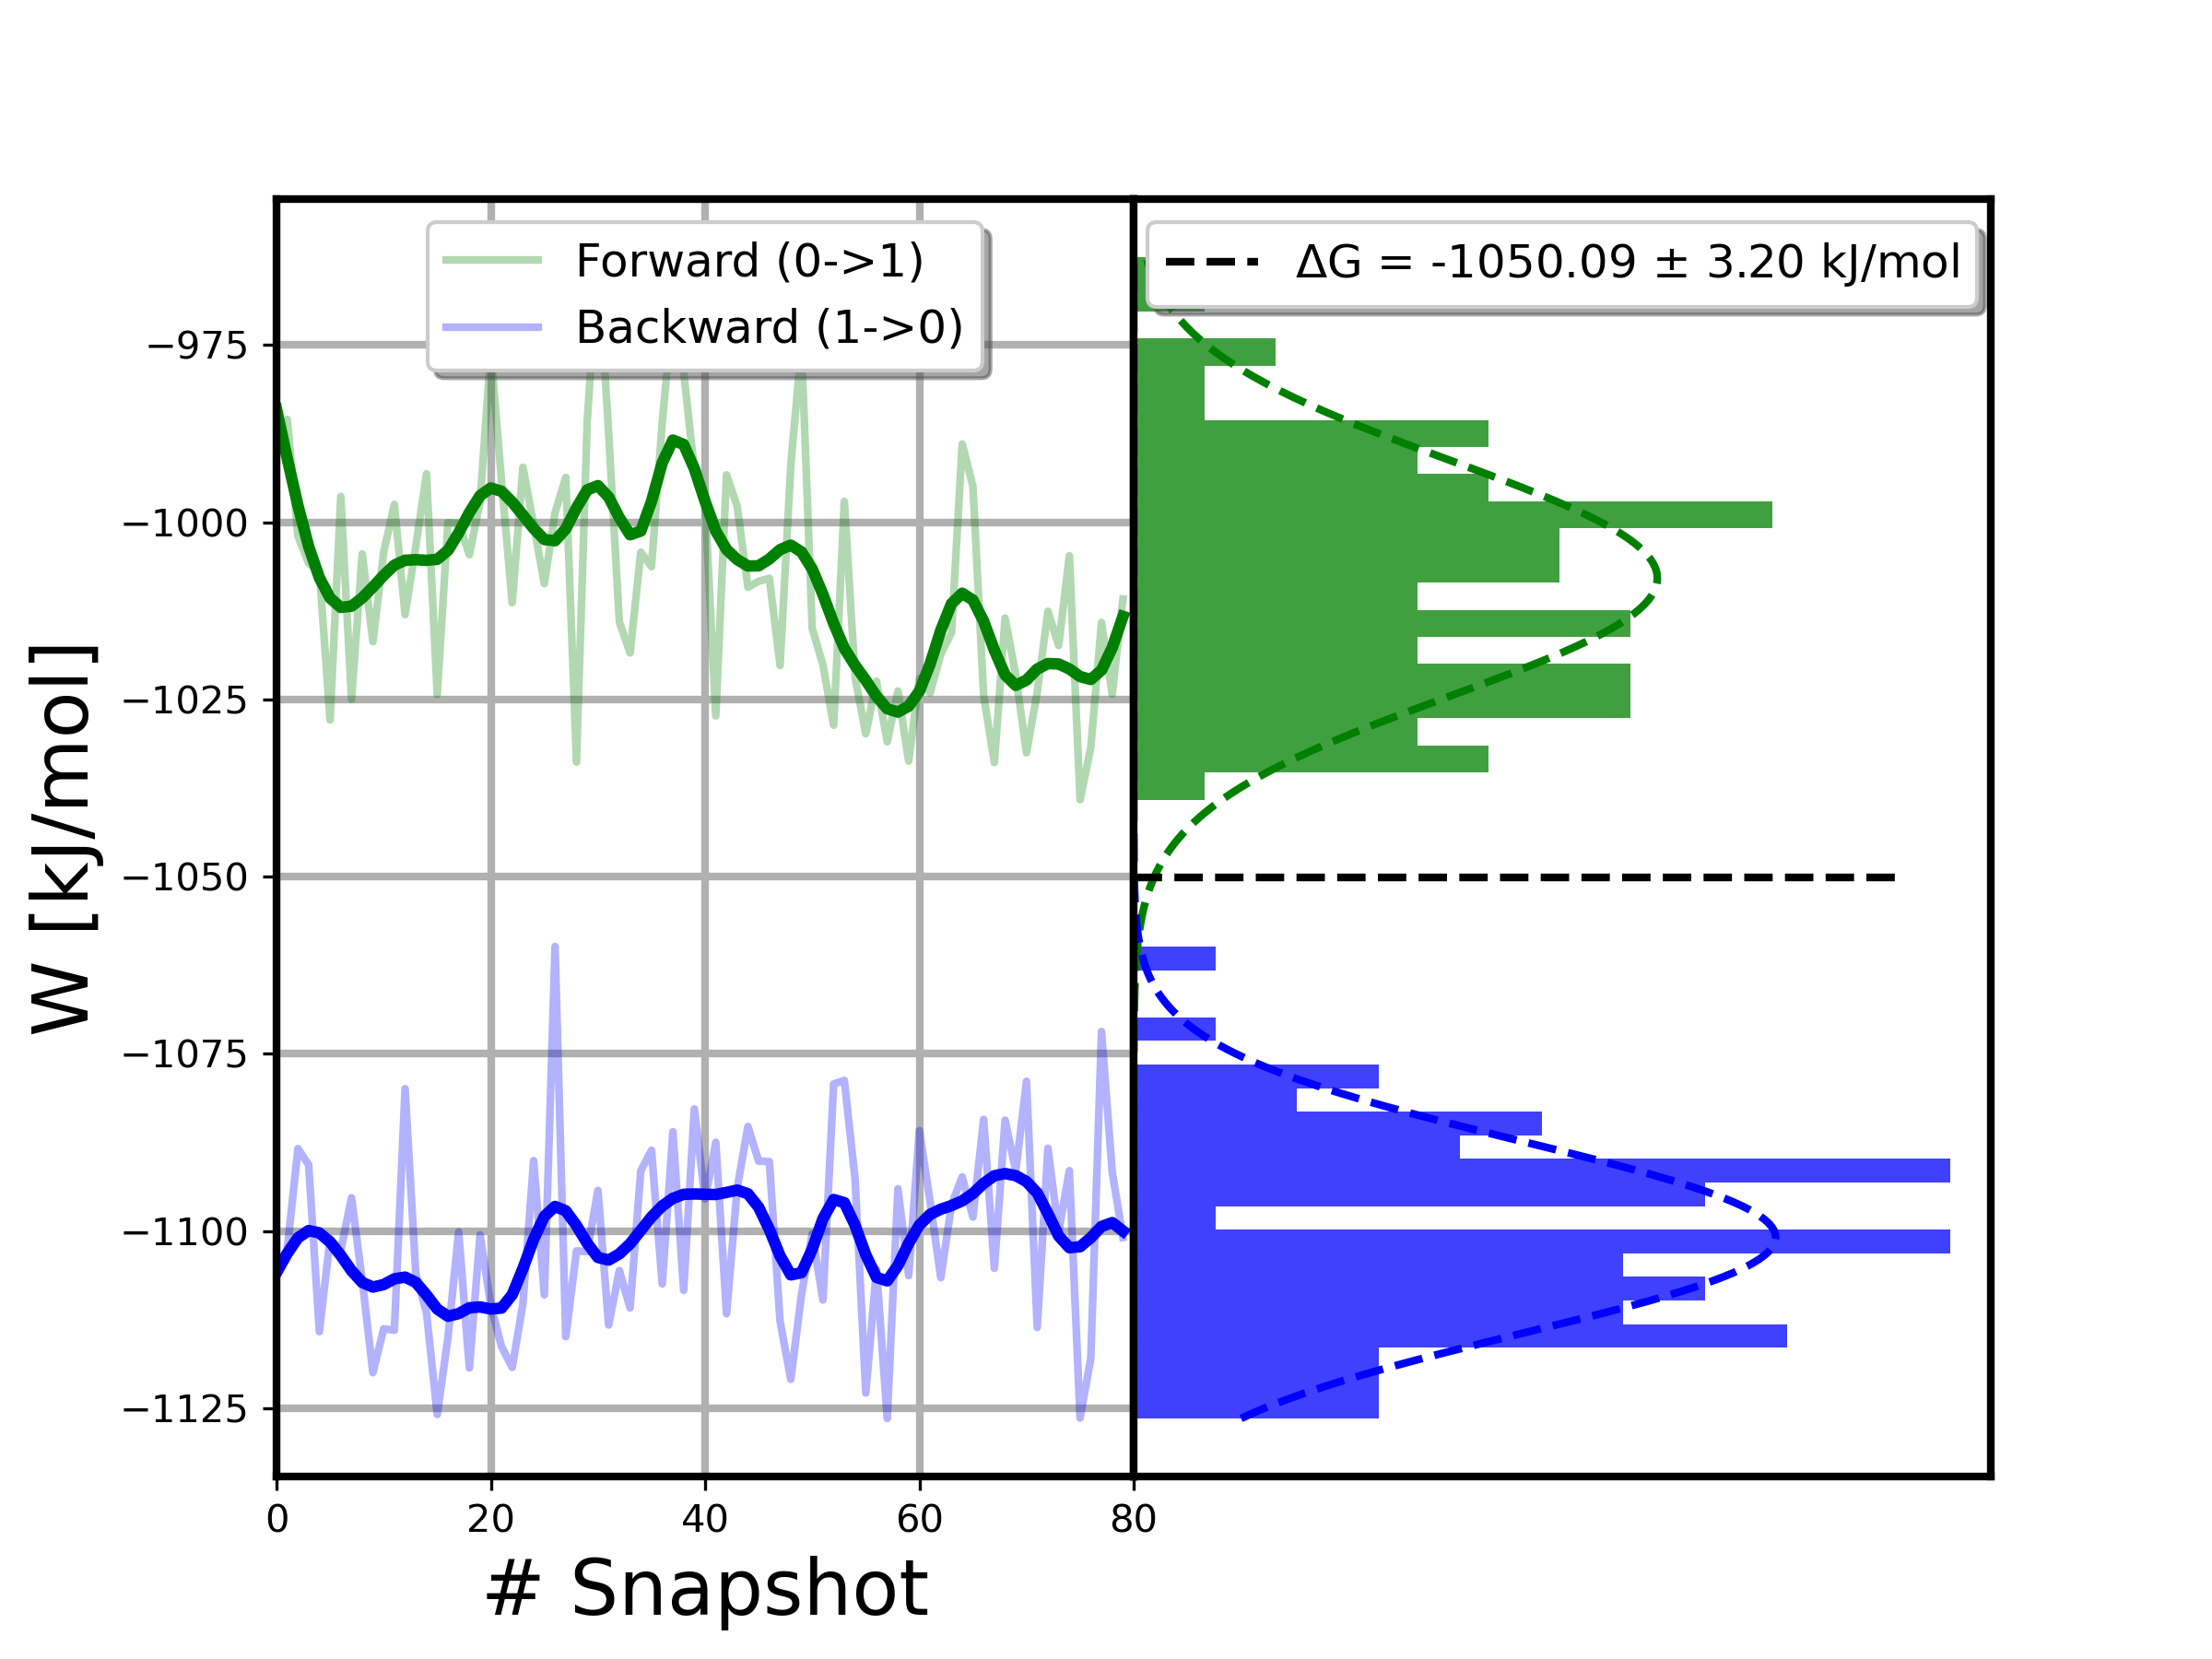 Forward (0->1)
Backward (1->0)
ΔG = -1050.09 ± 3.20 kJ/mol
W [kJ/mol]
−975
−1000
−1025
−1050
−1075
−1100
−1125
0 20 40 60 80
# Snapshot